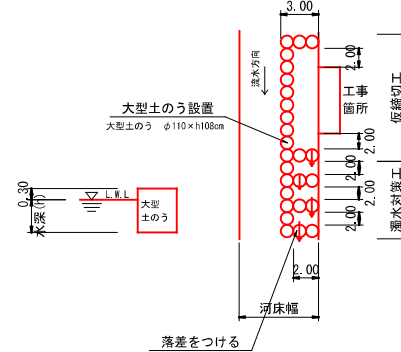 3.00
流水方向
2.00
工事
箇所
仮締切工
大型土のう設置
大型土のう φ110×h108cm
2.00
2.00
2.00
2.00
濁水対策工
0.30
L.W.L
水深(h)
大型
土のう
2.00
河床幅
落差をつける